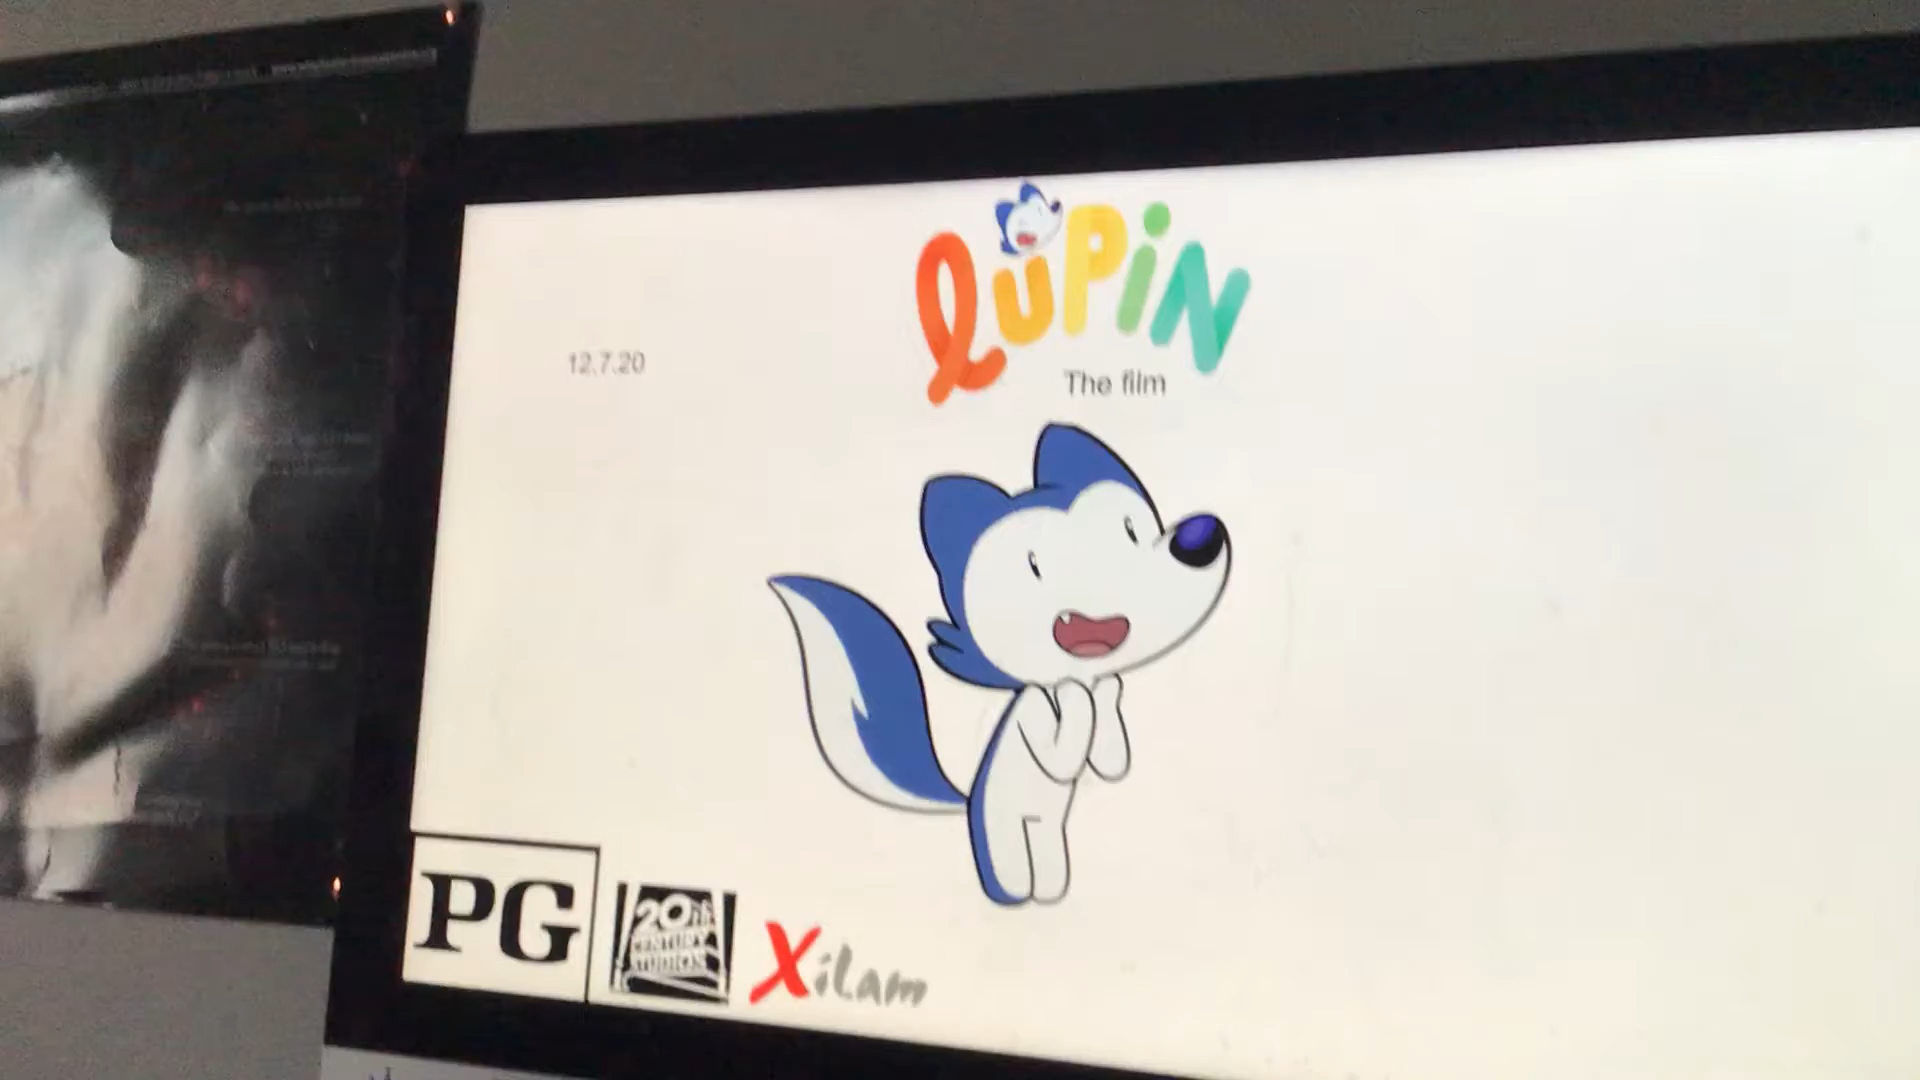 Lupin
The film
12.7.20
PG
20th
CENTURY
STUDIOS
Xilam